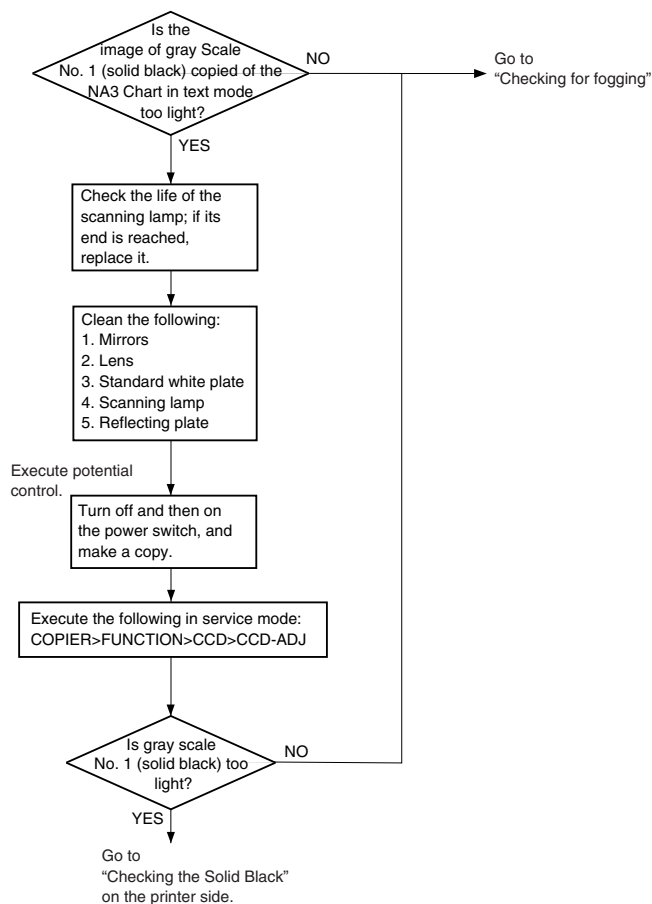 Is the
image of gray Scale
No. 1 (solid black) copied of the
NA3 Chart in text mode
too light?
NO
Go to
“Checking for fogging”
YES
Check the life of the
scanning lamp; if its
end is reached,
replace it.
Clean the following:
1. Mirrors
2. Lens
3. Standard white plate
4. Scanning lamp
5. Reflecting plate
Execute potential
control.
Turn off and then on
the power switch, and
make a copy.
Execute the following in service mode:
COPIER>FUNCTION>CCD>CCD-ADJ
Is gray scale
No. 1 (solid black) too
light?
NO
YES
Go to
“Checking the Solid Black”
on the printer side.